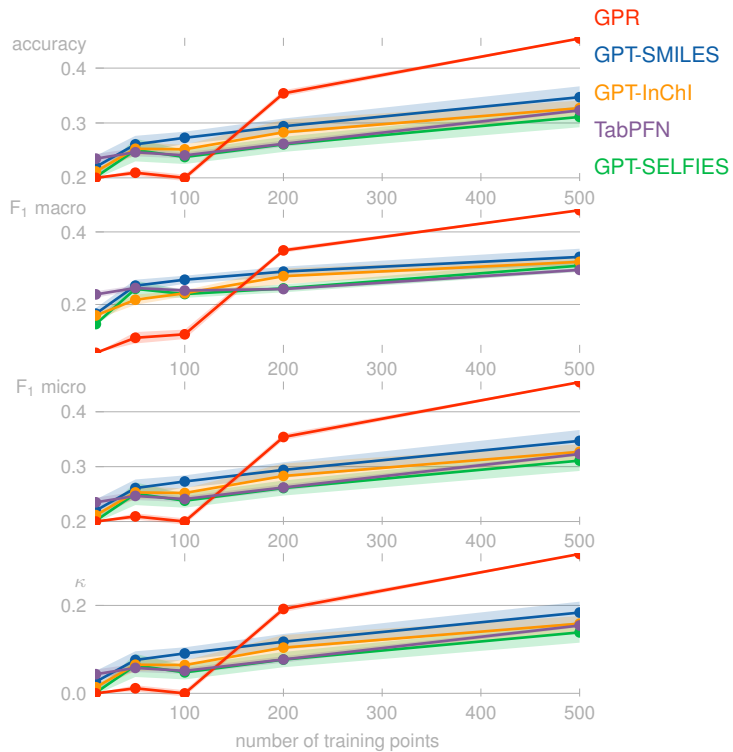 GPR
accuracy
GPT-SMILES
0.4
GPT-InChI
0.3
TabPFN
GPT-SELFIES
0.2
100 200 300 400 500
F₁ macro
0.4
0.2
100 200 300 400 500
F₁ micro
0.4
0.3
0.2
100 200 300 400 500
κ
0.2
0.0
100 200 300 400 500
number of training points